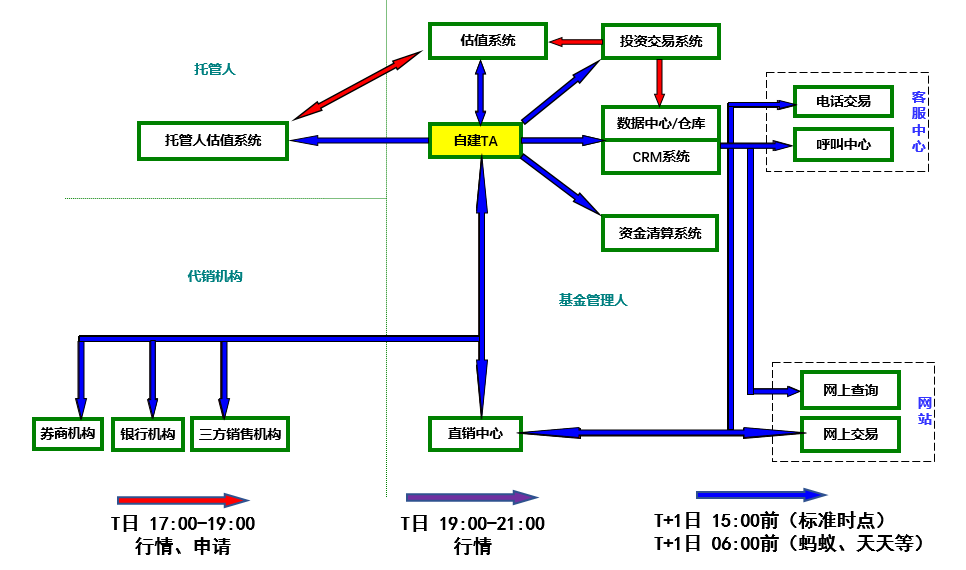 估值系统
投资交易系统
托管人
电话交易
客服中心
数据中心/仓库
托管人估值系统
自建TA
呼叫中心
CRM系统
资金清算系统
代销机构
基金管理人
网上查询
网站
券商机构
银行机构
三方销售机构
直销中心
网上交易
T日 17:00-19:00
行情、申请
T日 19:00-21:00
行情
T+1日 15:00前（标准时点）
T+1日 06:00前（蚂蚁、天天等）